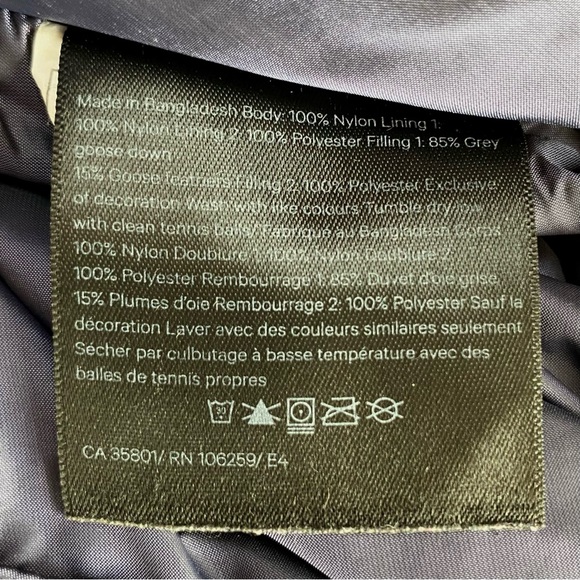 Made in Bangladesh Body: 100% Nylon Lining 1:
100% Nylon Lining 2: 100% Polyester Filling 1: 85% Grey
goose down
15% Goose feathers Filling 2: 100% Polyester Exclusive
of decoration Wash with like colours Tumble dry low
with clean tennis balls/ Fabriqué au Bangladesh Corps
100% Nylon Doublure 1: 100% Nylon Doublure 2:
100% Polyester Rembourrage 1: 85% Duvet d'oie grise
15% Plumes d'oie Rembourrage 2: 100% Polyester Sauf la
décoration Laver avec des couleurs similaires seulement
Sécher par culbutage à basse température avec des
balles de tennis propres
30
CA 35801/ RN 106259/ E4